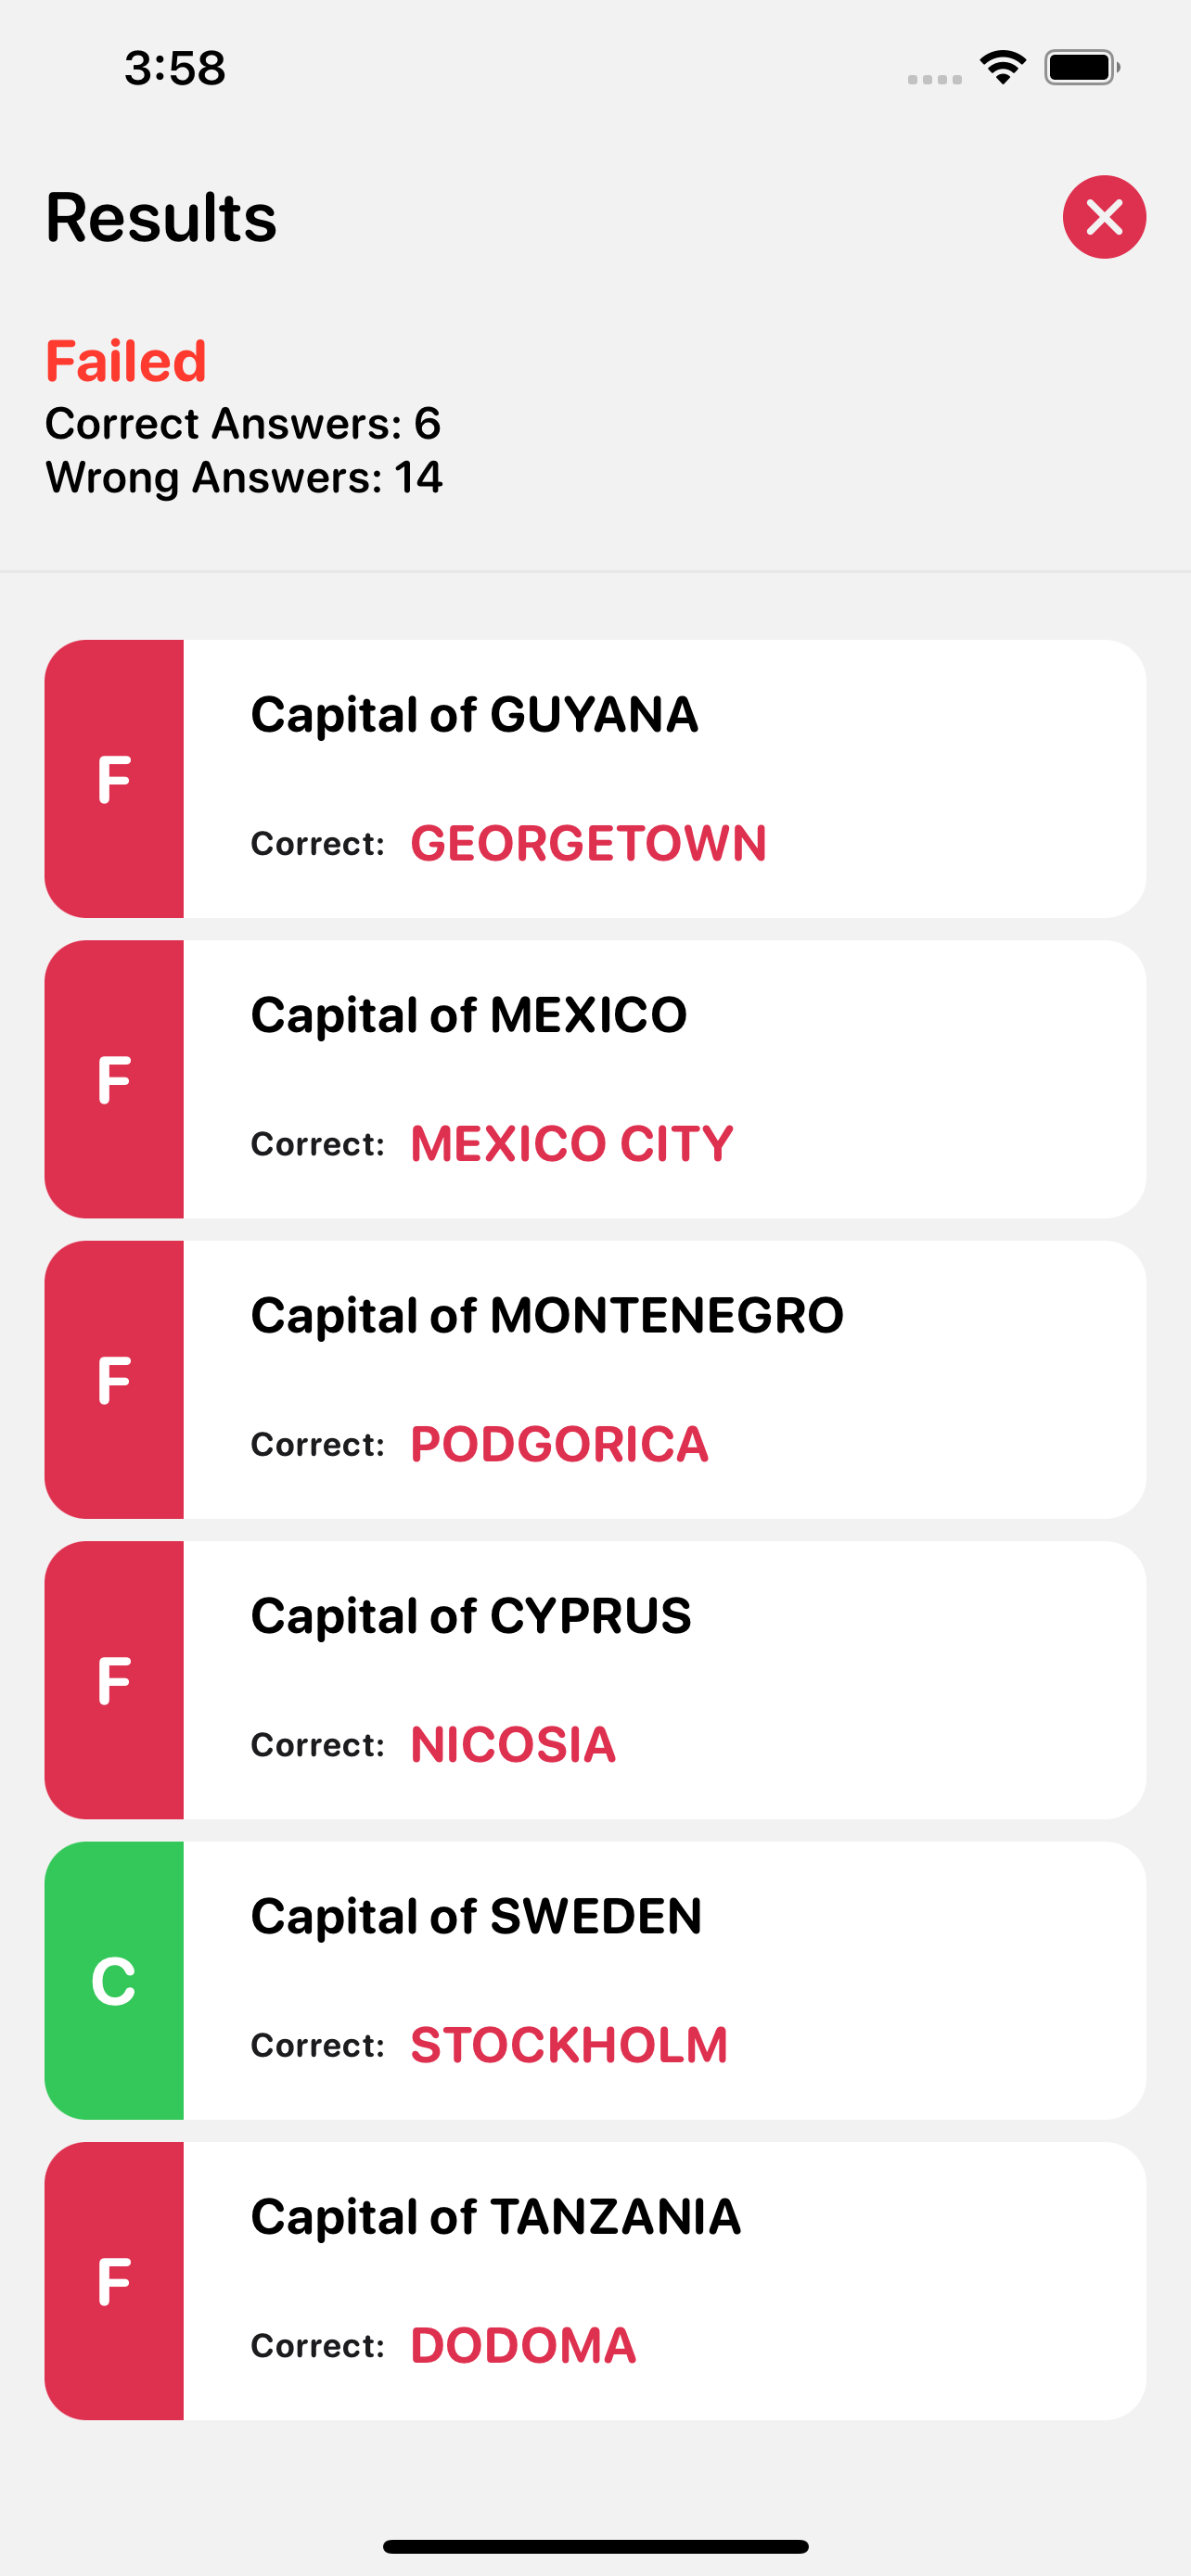 3:58
Results
Failed
Correct Answers: 6
Wrong Answers: 14
F
Capital of GUYANA
Correct: GEORGETOWN
F
Capital of MEXICO
Correct: MEXICO CITY
F
Capital of MONTENEGRO
Correct: PODGORICA
F
Capital of CYPRUS
Correct: NICOSIA
C
Capital of SWEDEN
Correct: STOCKHOLM
F
Capital of TANZANIA
Correct: DODOMA